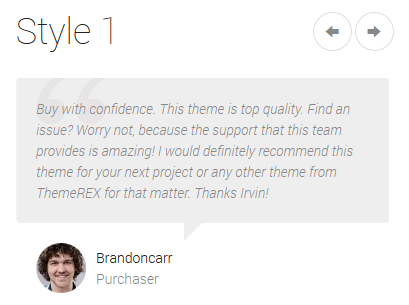 Style 1
Buy with confidence. This theme is top quality. Find an
issue? Worry not, because the support that this team
provides is amazing! I would definitely recommend this
theme for your next project or any other theme from
ThemeREX for that matter. Thanks Irvin!
Brandoncarr
Purchaser